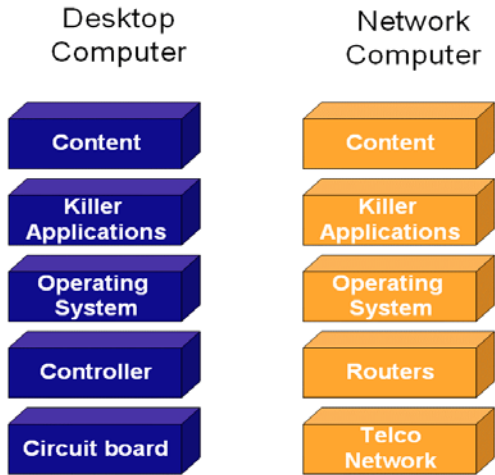 Desktop
Computer
Content
Killer
Applications
Operating
System
Controller
Circuit board
Network
Computer
Content
Killer
Applications
Operating
System
Routers
Telco
Network